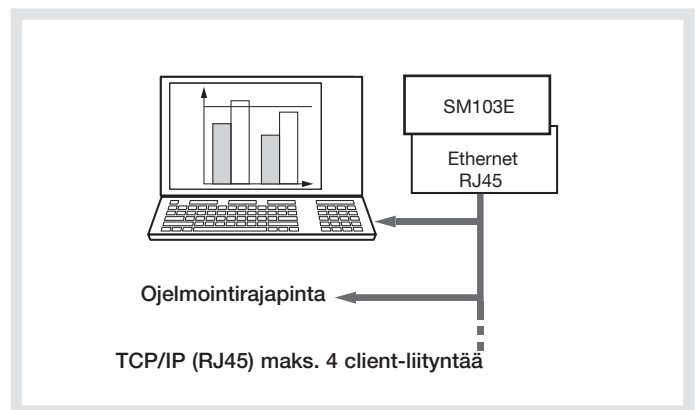 SM103E
Ethernet
RJ45
Ojelmointirajapinta
TCP/IP (RJ45) maks. 4 client-liityntää